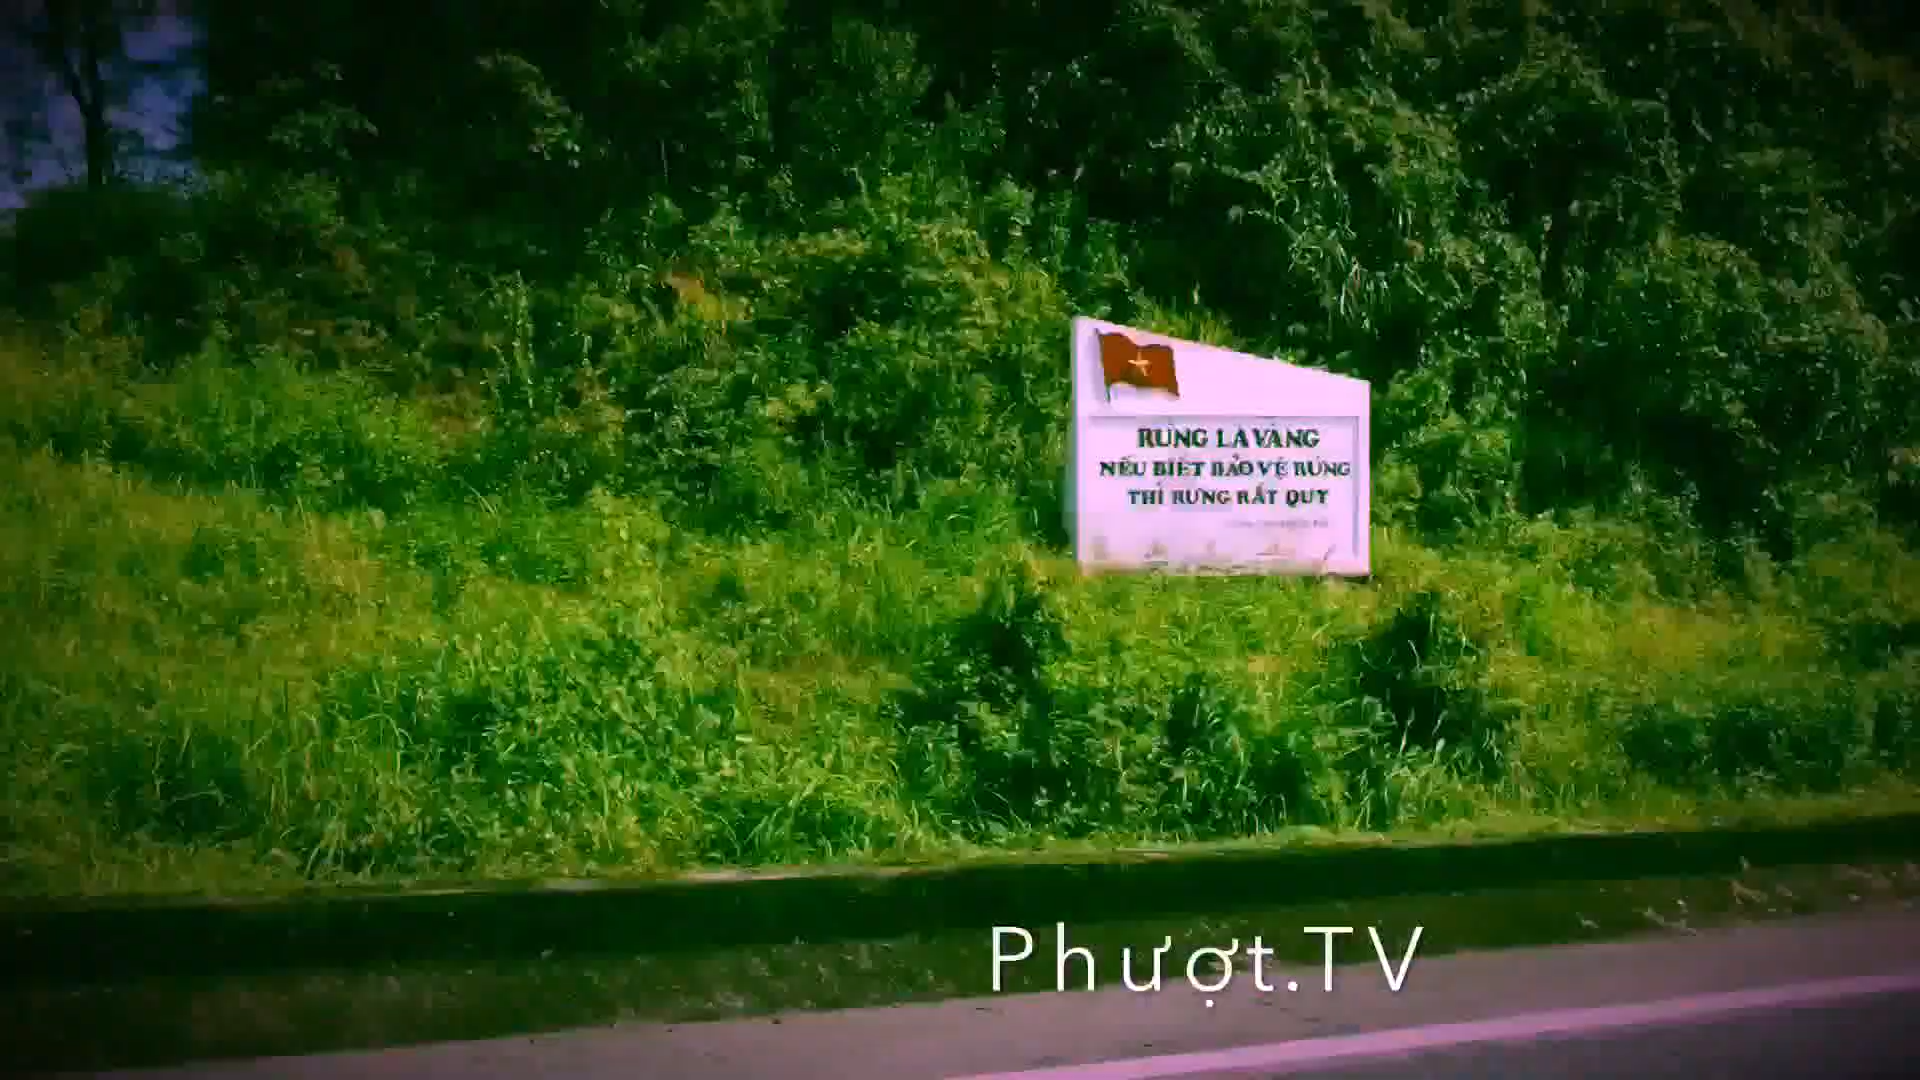 RỪNG LÀ VÀNG
NẾU BIẾT BẢO VỆ RỪNG
THÌ RỪNG RẤT QUÝ
Phượt.TV